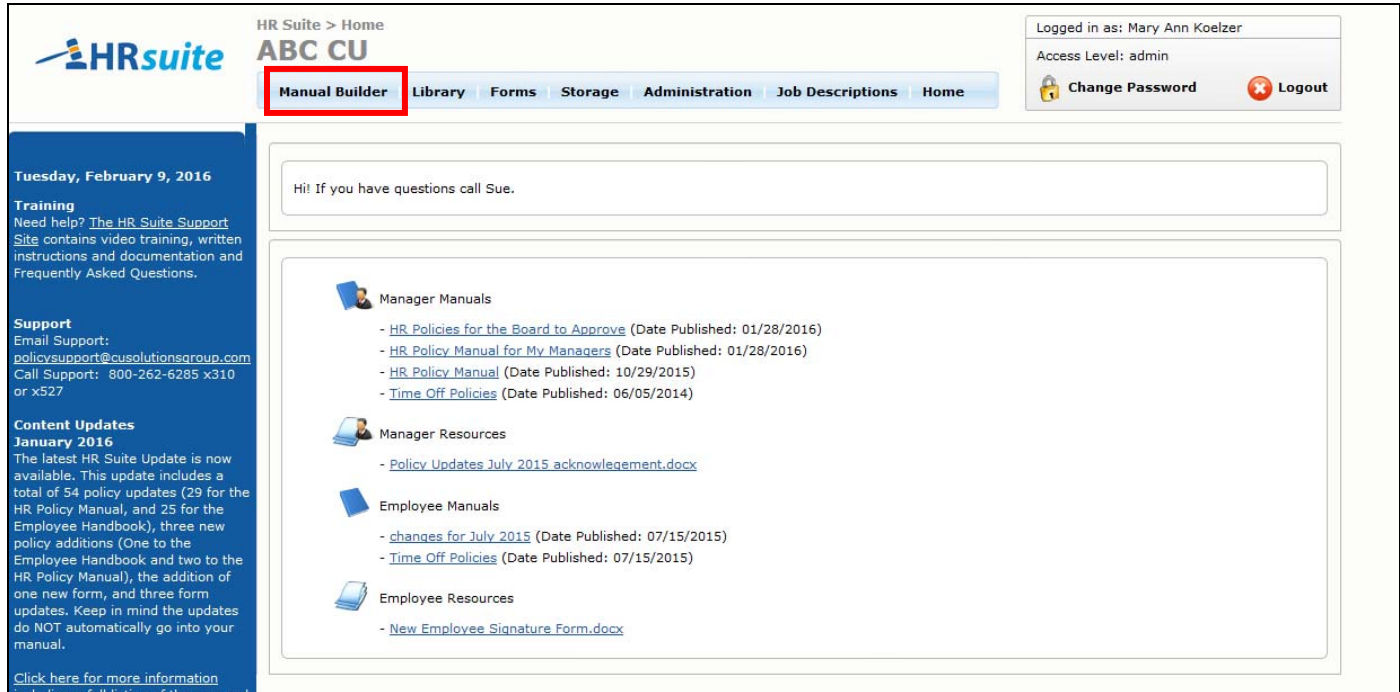 HRsuite
HR Suite > Home
ABC CU
Manual Builder Library Forms Storage Administration Job Descriptions Home
Logged in as: Mary Ann Koelzer
Access Level: admin
Change Password Logout
Tuesday, February 9, 2016
Training
Need help? The HR Suite Support
Site contains video training, written
instructions and documentation and
Frequently Asked Questions.
Support
Email Support:
policysupport@cusolutionsgroup.com
Call Support: 800-262-6285 x310
or x527
Content Updates
January 2016
The latest HR Suite Update is now
available. This update includes a
total of 54 policy updates (29 for the
HR Policy Manual, and 25 for the
Employee Handbook), three new
policy additions (One to the
Employee Handbook and two to the
HR Policy Manual), the addition of
one new form, and three form
updates. Keep in mind the updates
do NOT automatically go into your
manual.
Click here for more information
Hi! If you have questions call Sue.
Manager Manuals
- HR Policies for the Board to Approve (Date Published: 01/28/2016)
- HR Policy Manual for My Managers (Date Published: 01/28/2016)
- HR Policy Manual (Date Published: 10/29/2015)
- Time Off Policies (Date Published: 06/05/2014)
Manager Resources
- Policy Updates July 2015 acknowlegement.docx
Employee Manuals
- changes for July 2015 (Date Published: 07/15/2015)
- Time Off Policies (Date Published: 07/15/2015)
Employee Resources
- New Employee Signature Form.docx